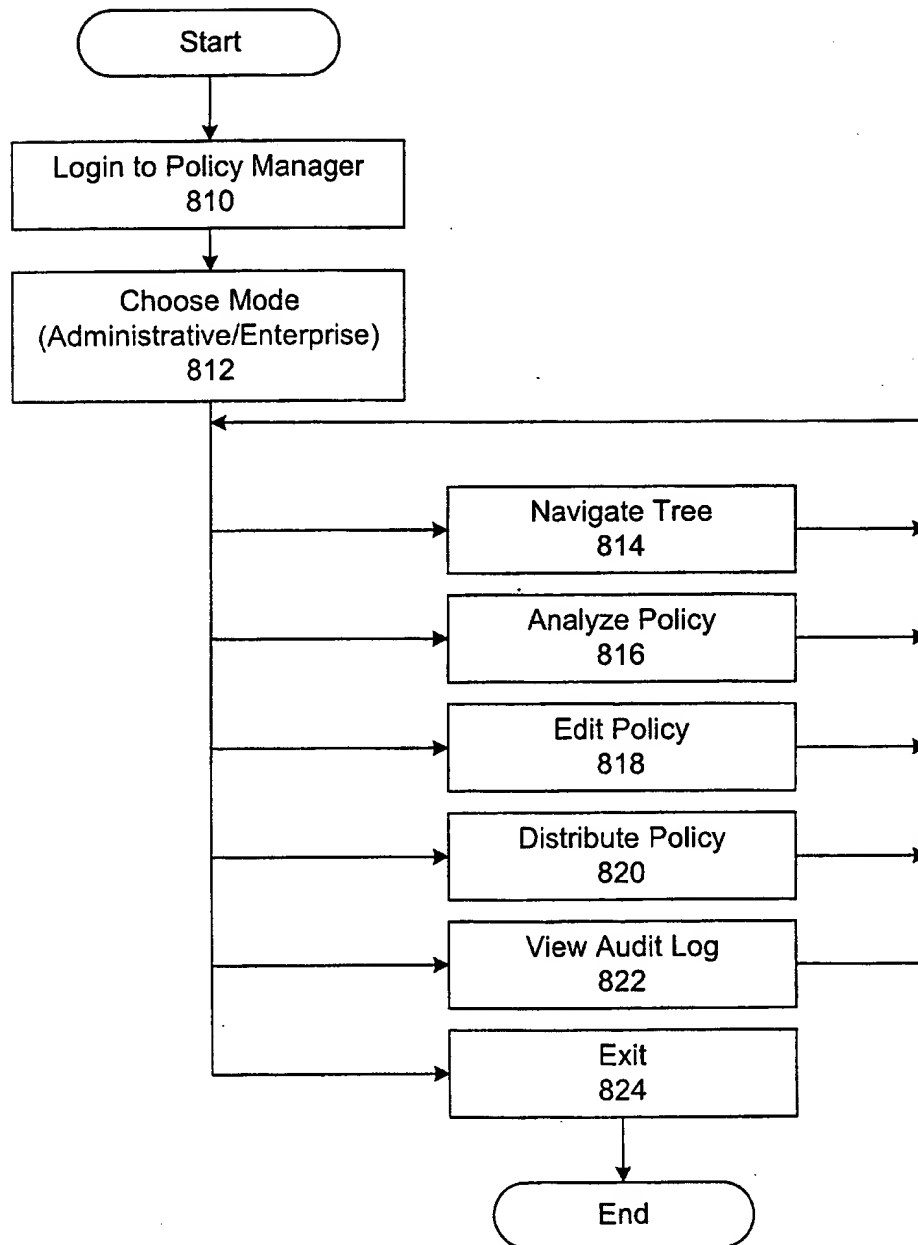 Start
Login to Policy Manager
810
Choose Mode
(Administrative/Enterprise)
812
Navigate Tree
814
Analyze Policy
816
Edit Policy
818
Distribute Policy
820
View Audit Log
822
Exit
824
End